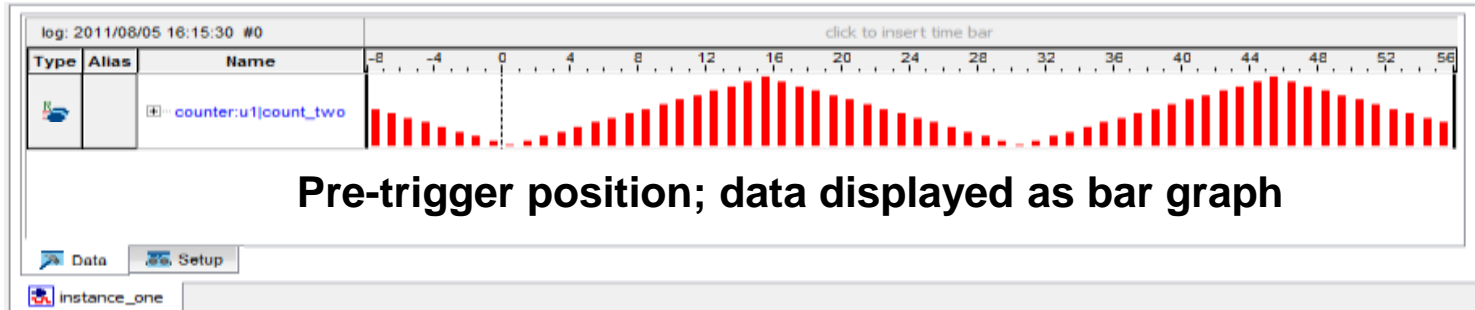 log: 2011/08/05 16:15:30 #0 click to insert time bar
Type Alias Name -8 -4 0 4 8 12 16 20 24 28 32 36 40 44 48 52 56
counter:u1|count_two
Pre-trigger position; data displayed as bar graph
Data Setup
instance_one